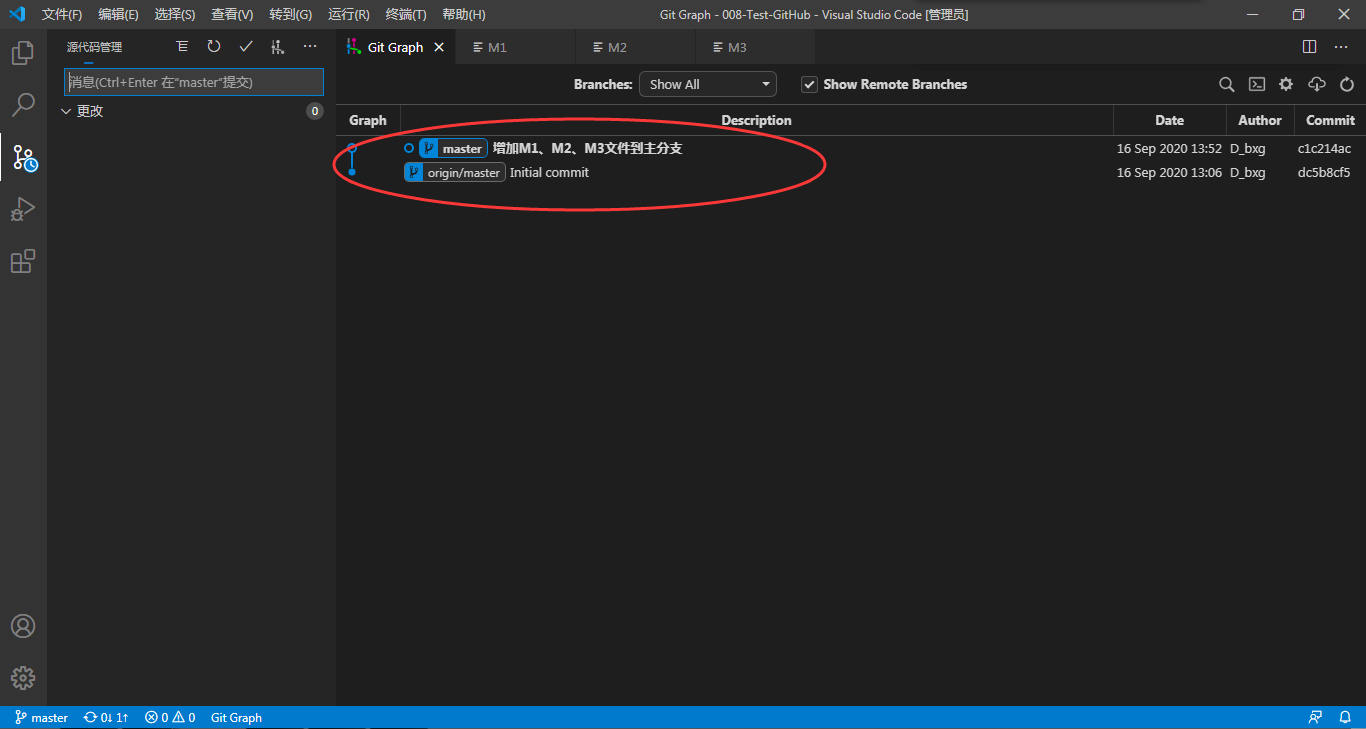 文件(F) 编辑(E) 选择(S) 查看(V) 转到(G) 运行(R) 终端(T) 帮助(H) Git Graph - 008-Test-GitHub - Visual Studio Code [管理员]
源代码管理
Git Graph M1 M2 M3
消息(Ctrl+Enter 在"master"提交)
更改 0
Branches: Show All Show Remote Branches
Graph Description Date Author Commit
master 增加M1、M2、M3文件到主分支 16 Sep 2020 13:52 D_bxg c1c214ac
origin/master Initial commit 16 Sep 2020 13:06 D_bxg dc5b8cf5
master 0↓ 1↑ 0 0 Git Graph